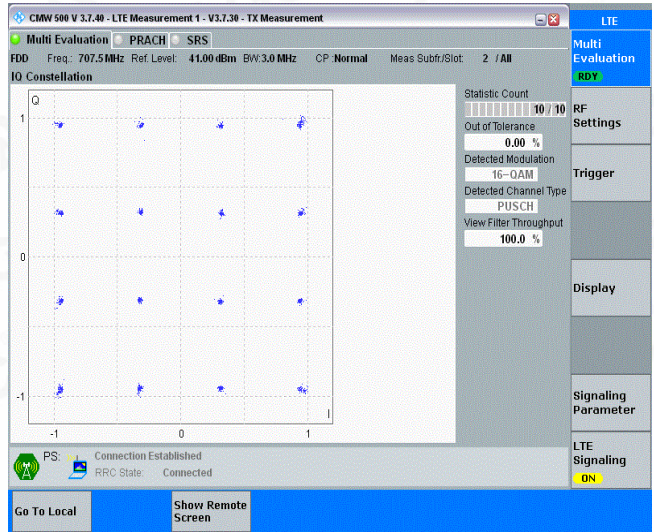 CMW 500 V 3.7.40 - LTE Measurement 1 - V3.7.30 - TX Measurement
LTE
Multi Evaluation PRACH SRS
Multi
Evaluation
RDY
FDD Freq.: 707.5 MHz Ref. Level: 41.00 dBm BW: 3.0 MHz CP :Normal Meas Subfr./Slot: 2 / All
IQ Constellation
Q
1
0
-1
I
-1 0 1
Statistic Count
10 / 10
Out of Tolerance
0.00 %
Detected Modulation
16-QAM
Detected Channel Type
PUSCH
View Filter Throughput
100.0 %
RF
Settings
Trigger
Display
Signaling
Parameter
LTE
Signaling
ON
PS: Connection Established
RRC State: Connected
Go To Local
Show Remote
Screen